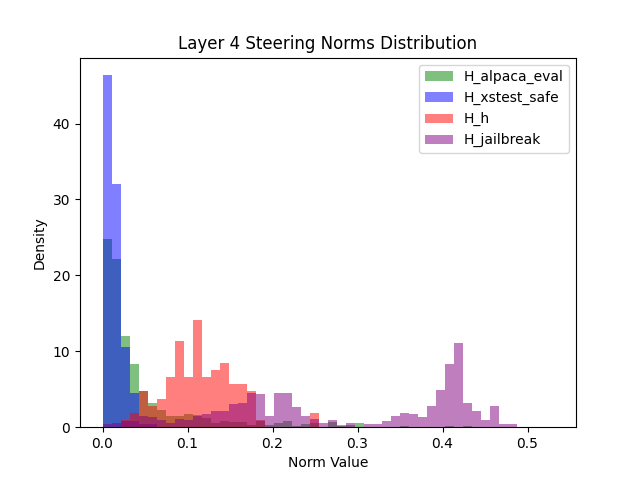 Layer 4 Steering Norms Distribution
H_alpaca_eval
H_xstest_safe
H_h
H_jailbreak
Density
40
30
20
10
0
0.0 0.1 0.2 0.3 0.4 0.5
Norm Value